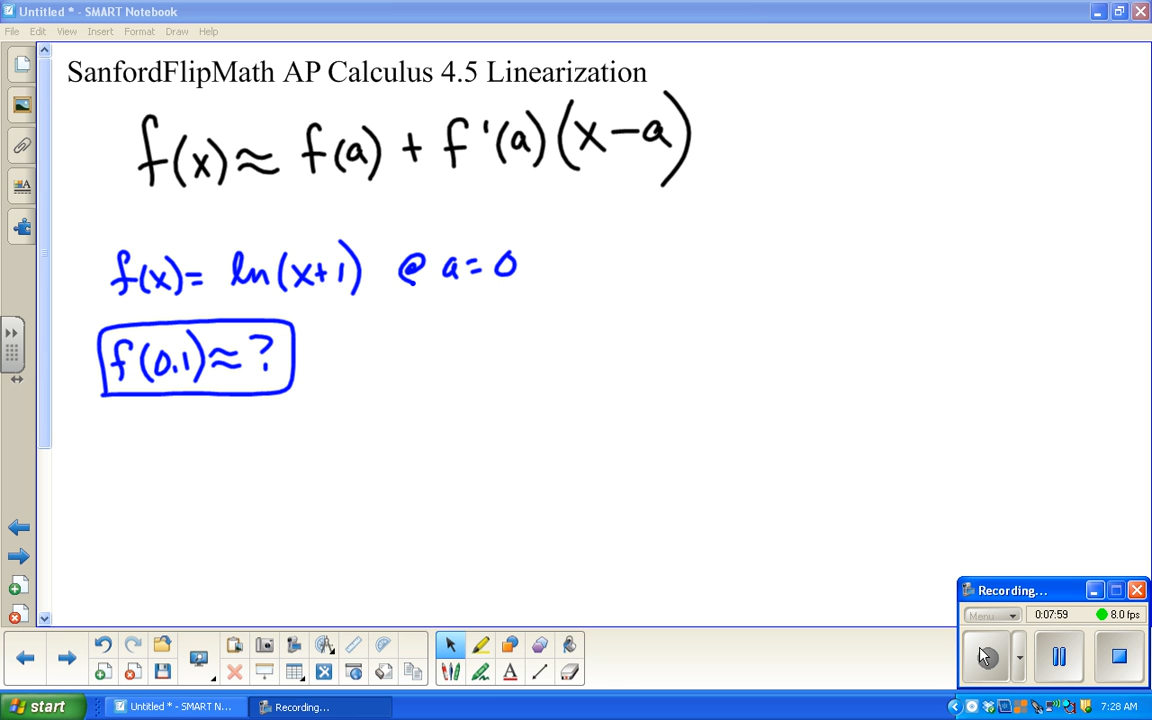 Untitled * - SMART Notebook
File Edit View Insert Format Draw Help
SanfordFlipMath AP Calculus 4.5 Linearization
f(x) ≈ f(a) + f'(a)(x-a)
f(x) = ln(x+1) @ a = 0
f(0.1) ≈ ?
Recording...
Menu 0:07:59 8.0 fps
start Untitled * - SMART N... Recording... 7:28 AM